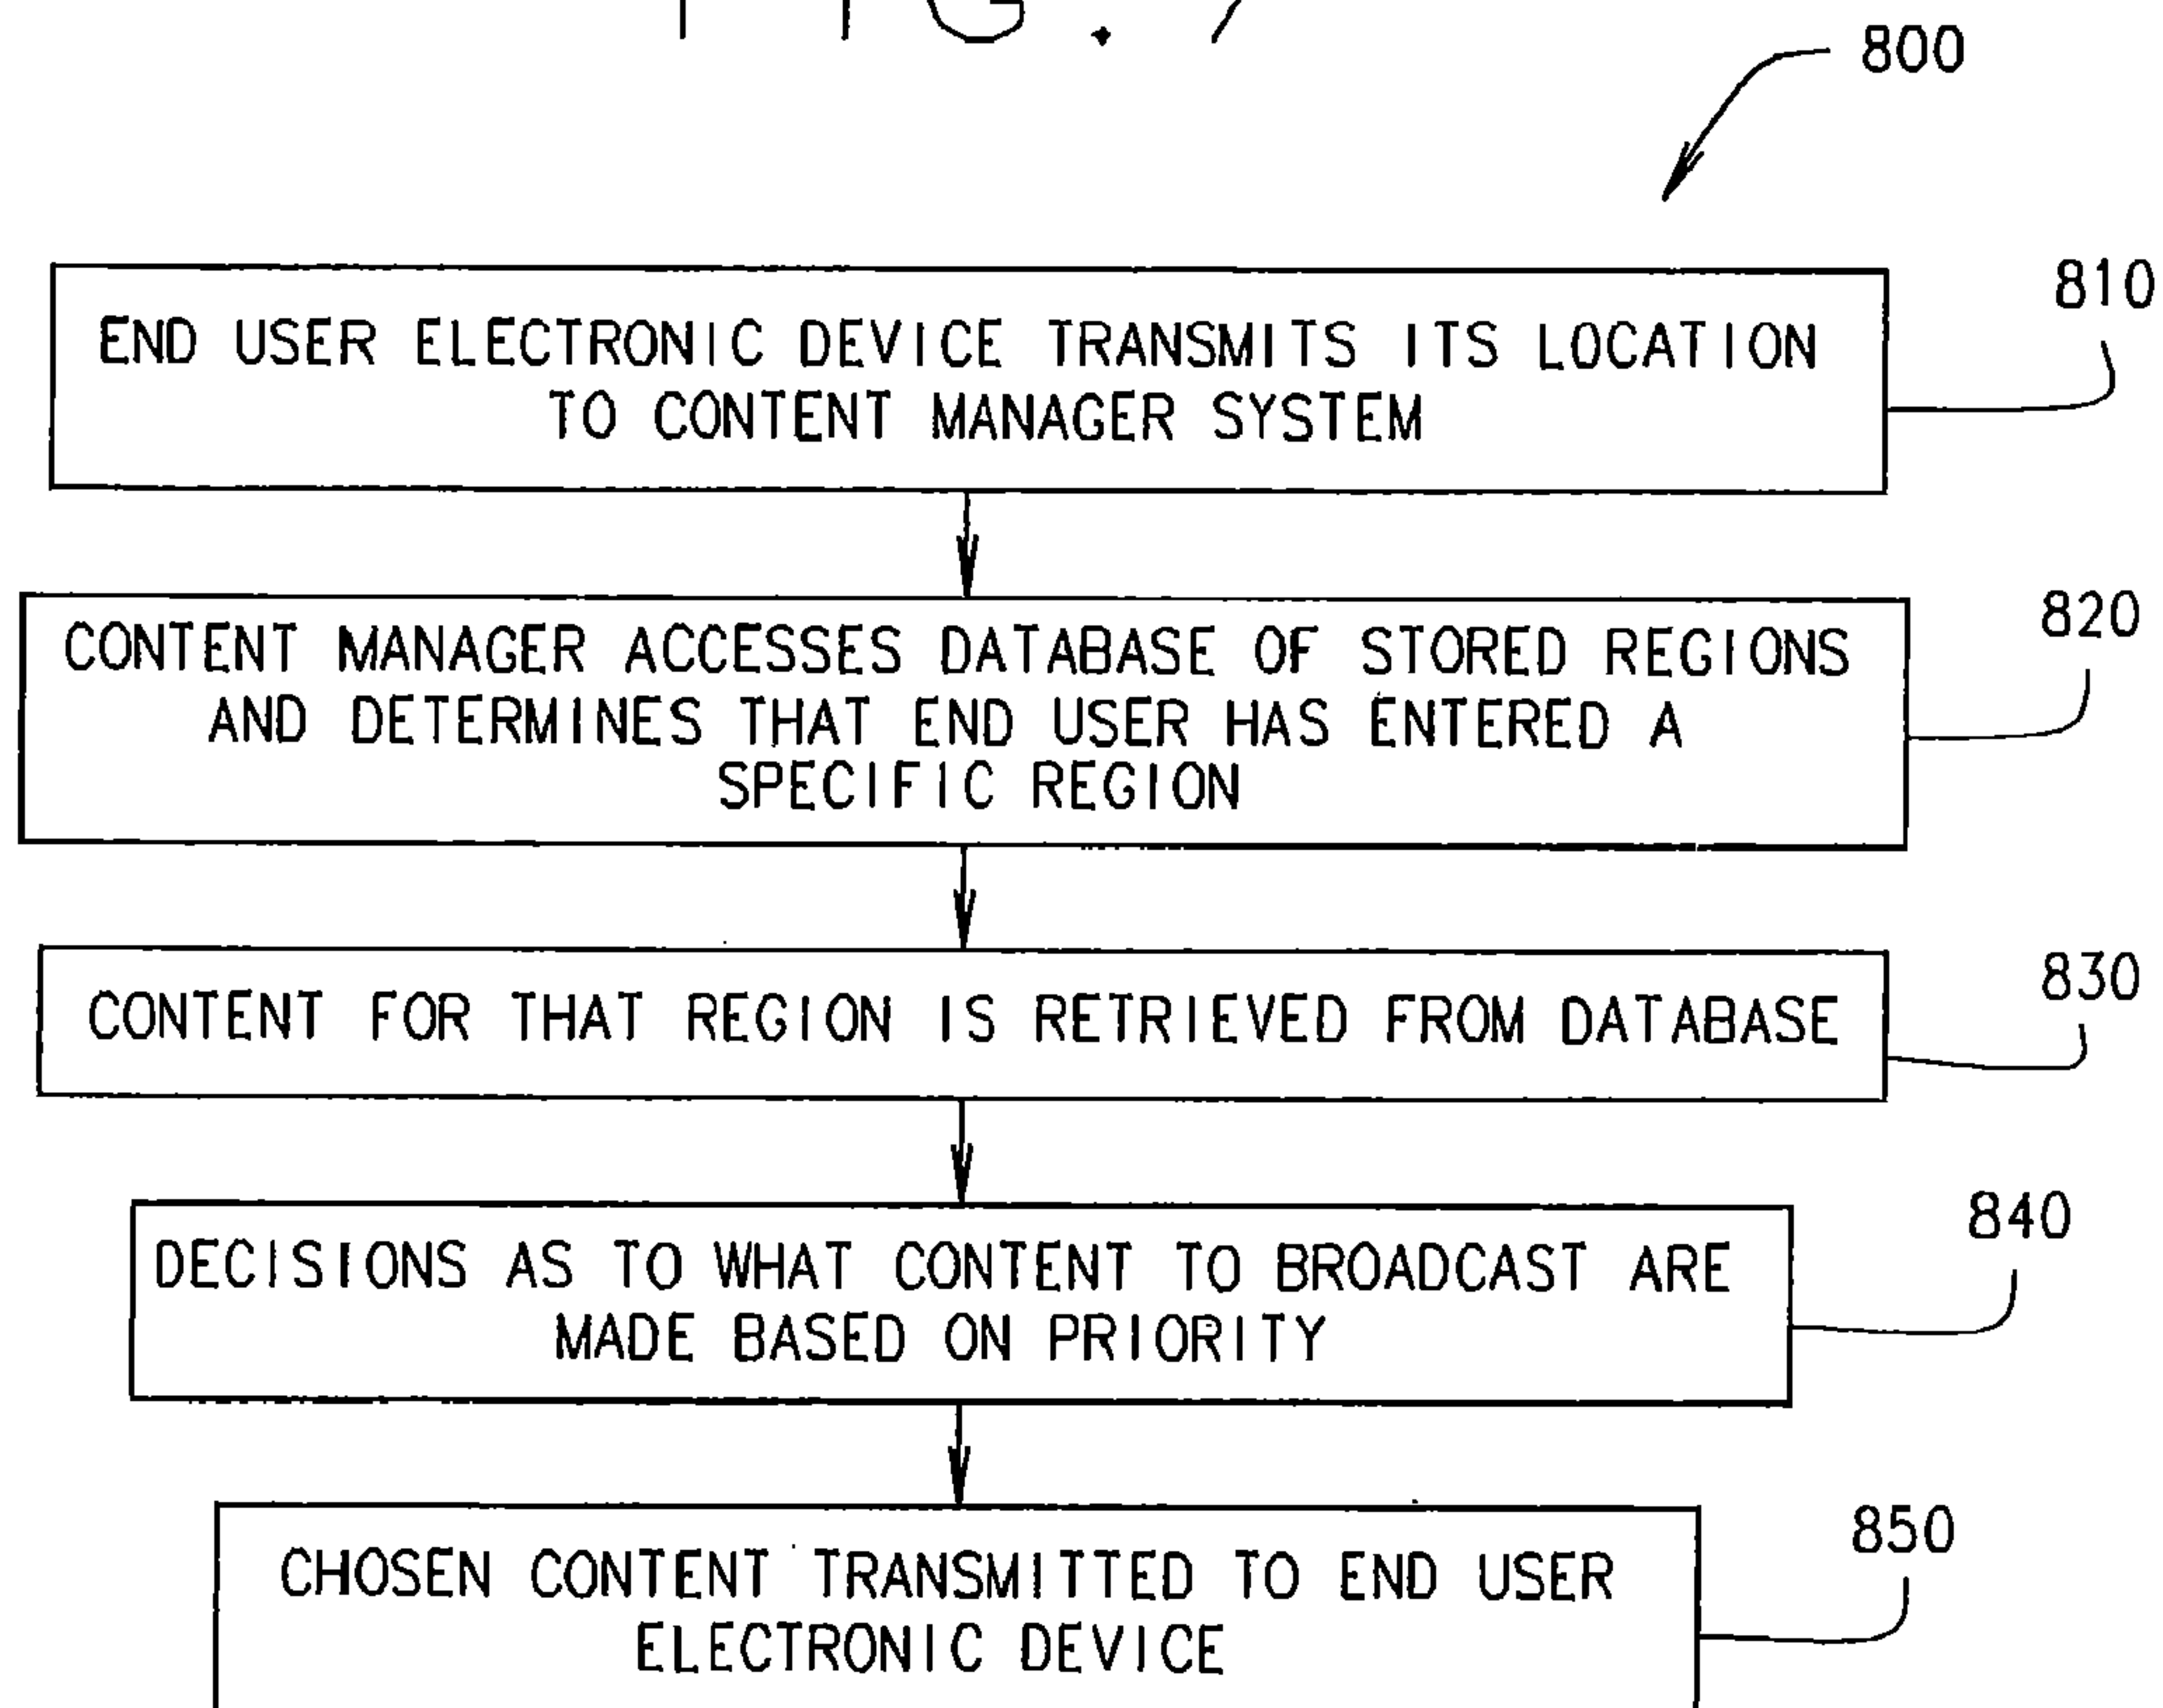 FIG. 7
800
810
END USER ELECTRONIC DEVICE TRANSMITS ITS LOCATION
TO CONTENT MANAGER SYSTEM
820
CONTENT MANAGER ACCESSES DATABASE OF STORED REGIONS
AND DETERMINES THAT END USER HAS ENTERED A
SPECIFIC REGION
830
CONTENT FOR THAT REGION IS RETRIEVED FROM DATABASE
840
DECISIONS AS TO WHAT CONTENT TO BROADCAST ARE
MADE BASED ON PRIORITY
850
CHOSEN CONTENT TRANSMITTED TO END USER
ELECTRONIC DEVICE